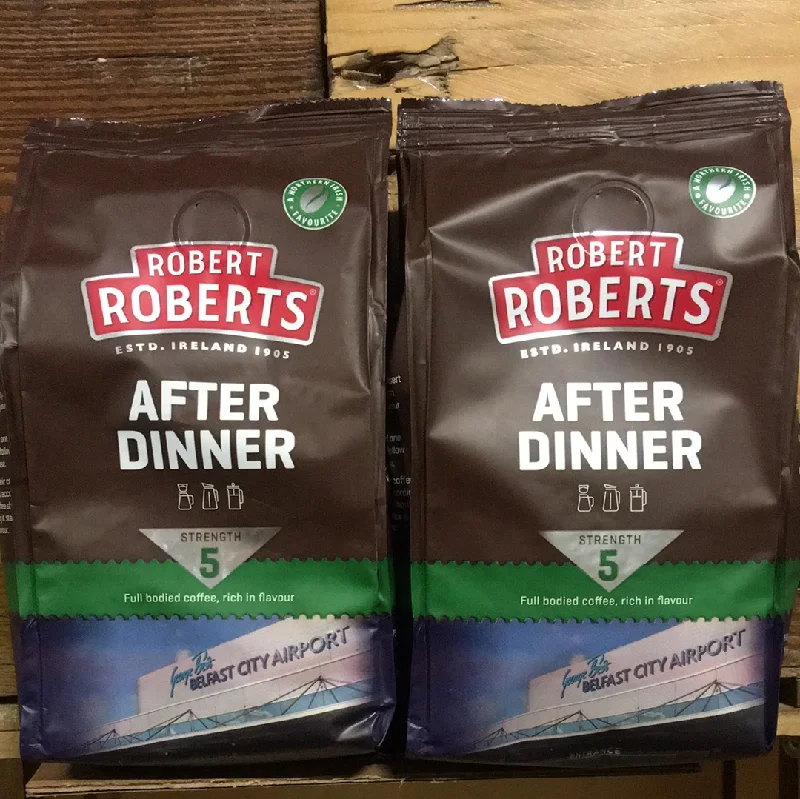 A NORTHERN IRISH
FAVOURITE
ROBERT
ROBERTS®
ESTD. IRELAND 1905
AFTER
DINNER
STRENGTH
5
Full bodied coffee, rich in flavour
George Best
BELFAST CITY AIRPORT
A NORTHERN IRISH
FAVOURITE
ROBERT
ROBERTS®
ESTD. IRELAND 1905
AFTER
DINNER
STRENGTH
5
Full bodied coffee, rich in flavour
George Best
BELFAST CITY AIRPORT
ENTRANCE